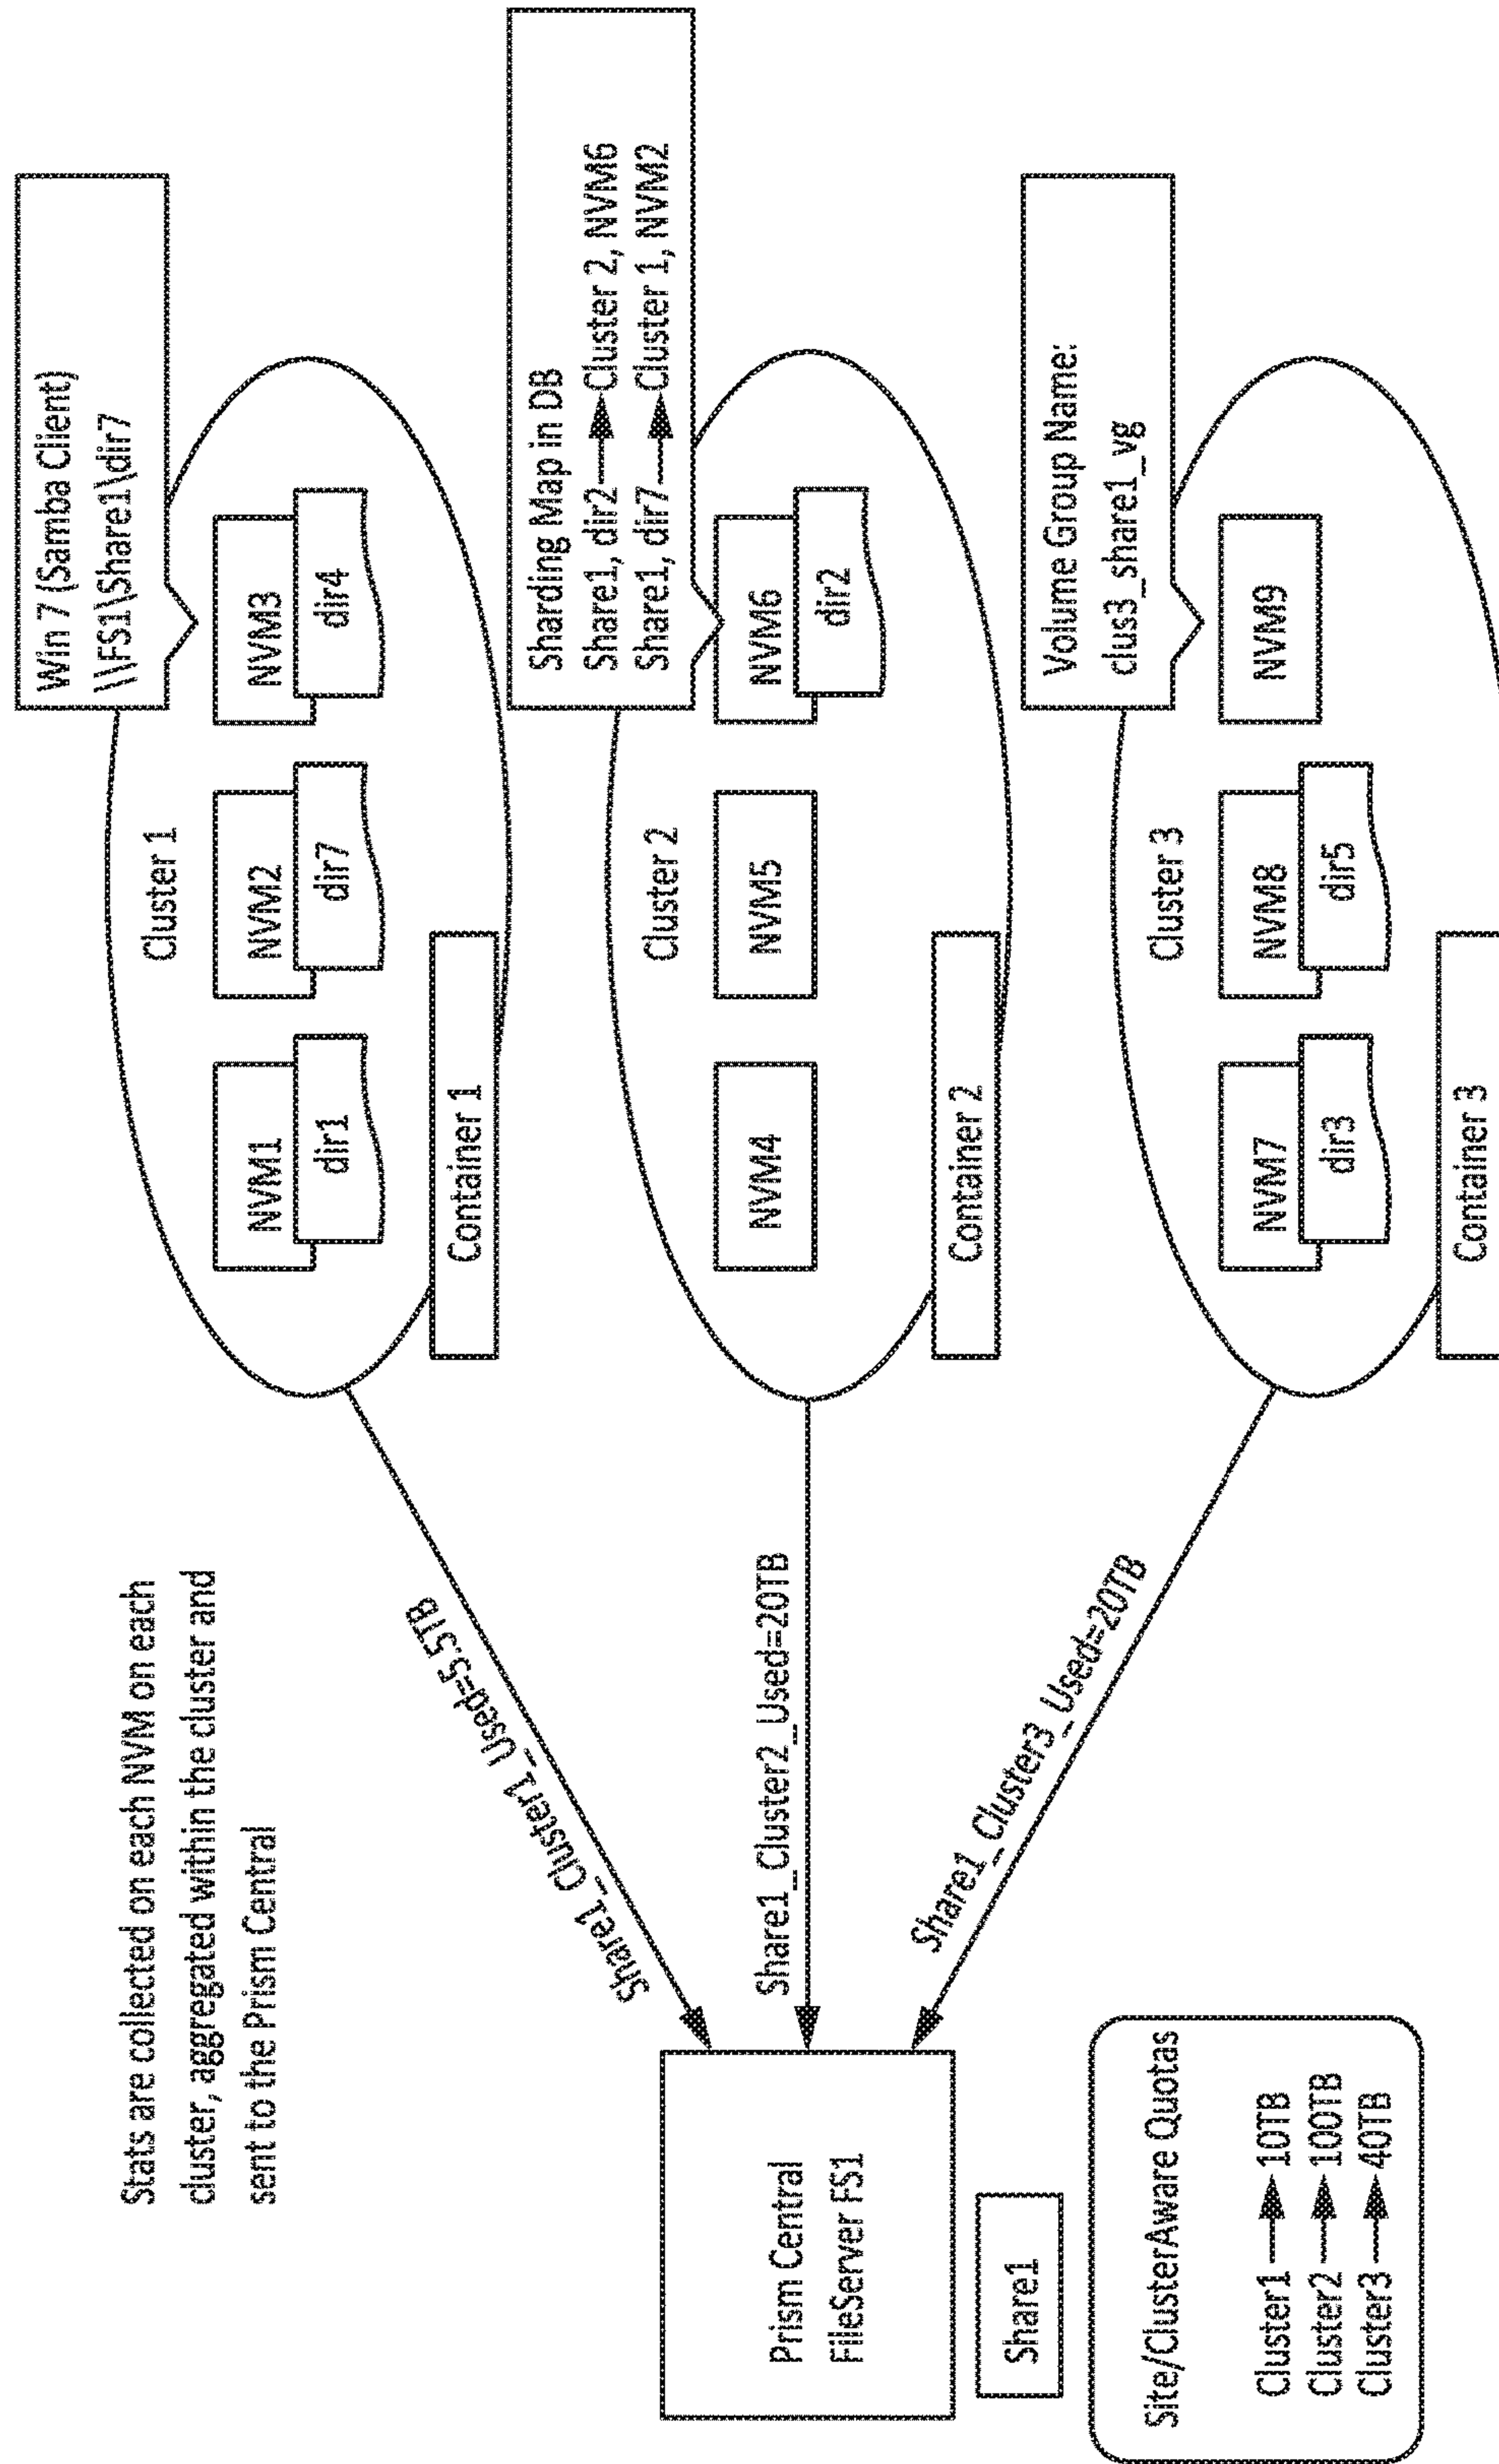 Stats are collected on each NVM on each
cluster, aggregated within the cluster and
sent to the Prism Central
Prism Central
FileServer FS1
Share1
Site/ClusterAware Quotas
Cluster1 → 10TB
Cluster2 → 100TB
Cluster3 → 40TB
Share1_Cluster1_Used=5.5TB
Share1_Cluster2_Used=20TB
Share1_Cluster3_Used=20TB
Win 7 (Samba Client)
\\FS1\Share1\dir7
Cluster 1
NVM1
dir1
NVM2
dir7
NVM3
dir4
Container 1
Sharding Map in DB
Share1, dir2 → Cluster 2, NVM6
Share1, dir7 → Cluster 1, NVM2
Cluster 2
NVM4
NVM5
NVM6
dir2
Container 2
Volume Group Name:
clus3_share1_vg
Cluster 3
NVM7
dir3
NVM8
dir5
NVM9
Container 3